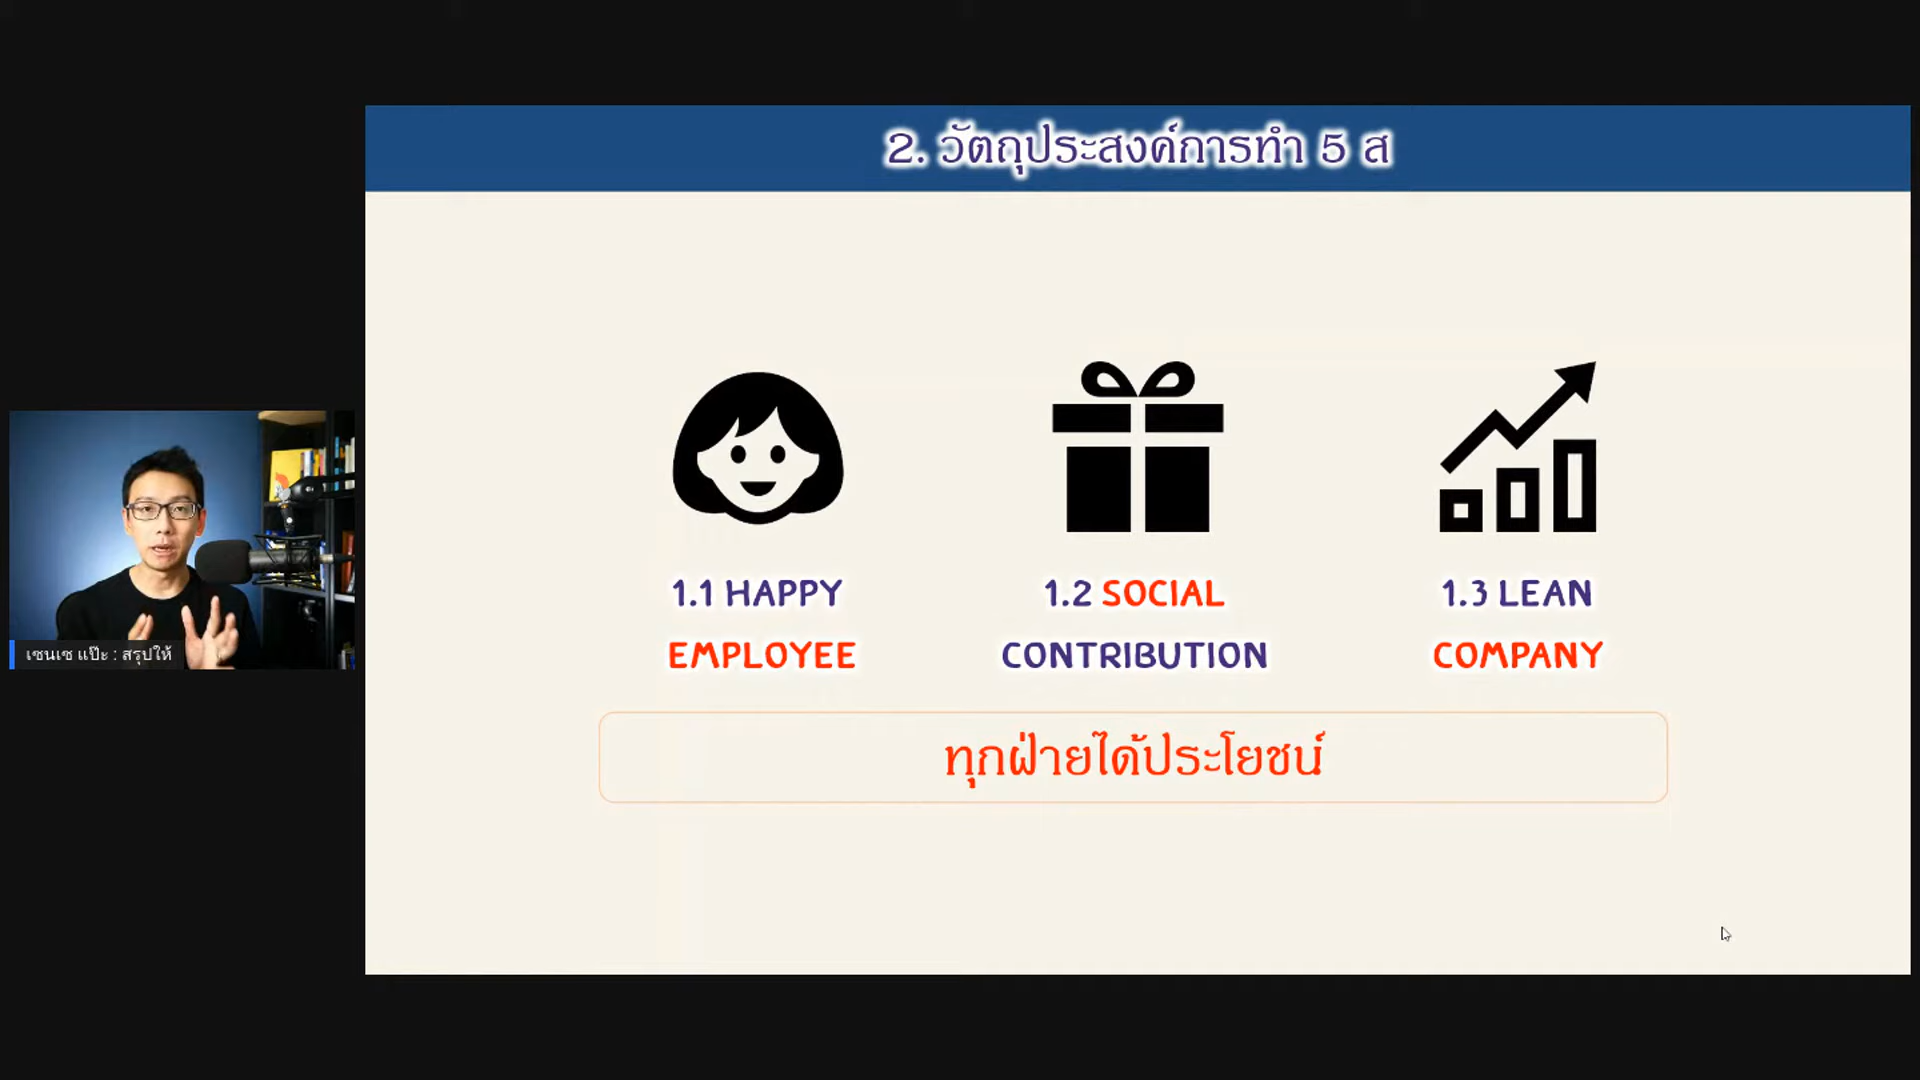 2. วัตถุประสงค์การทำ 5 ส
1.1 HAPPY
EMPLOYEE
1.2 SOCIAL
CONTRIBUTION
1.3 LEAN
COMPANY
ทุกฝ่ายได้ประโยชน์
เซนเซ แป๊ะ : สรุปให้